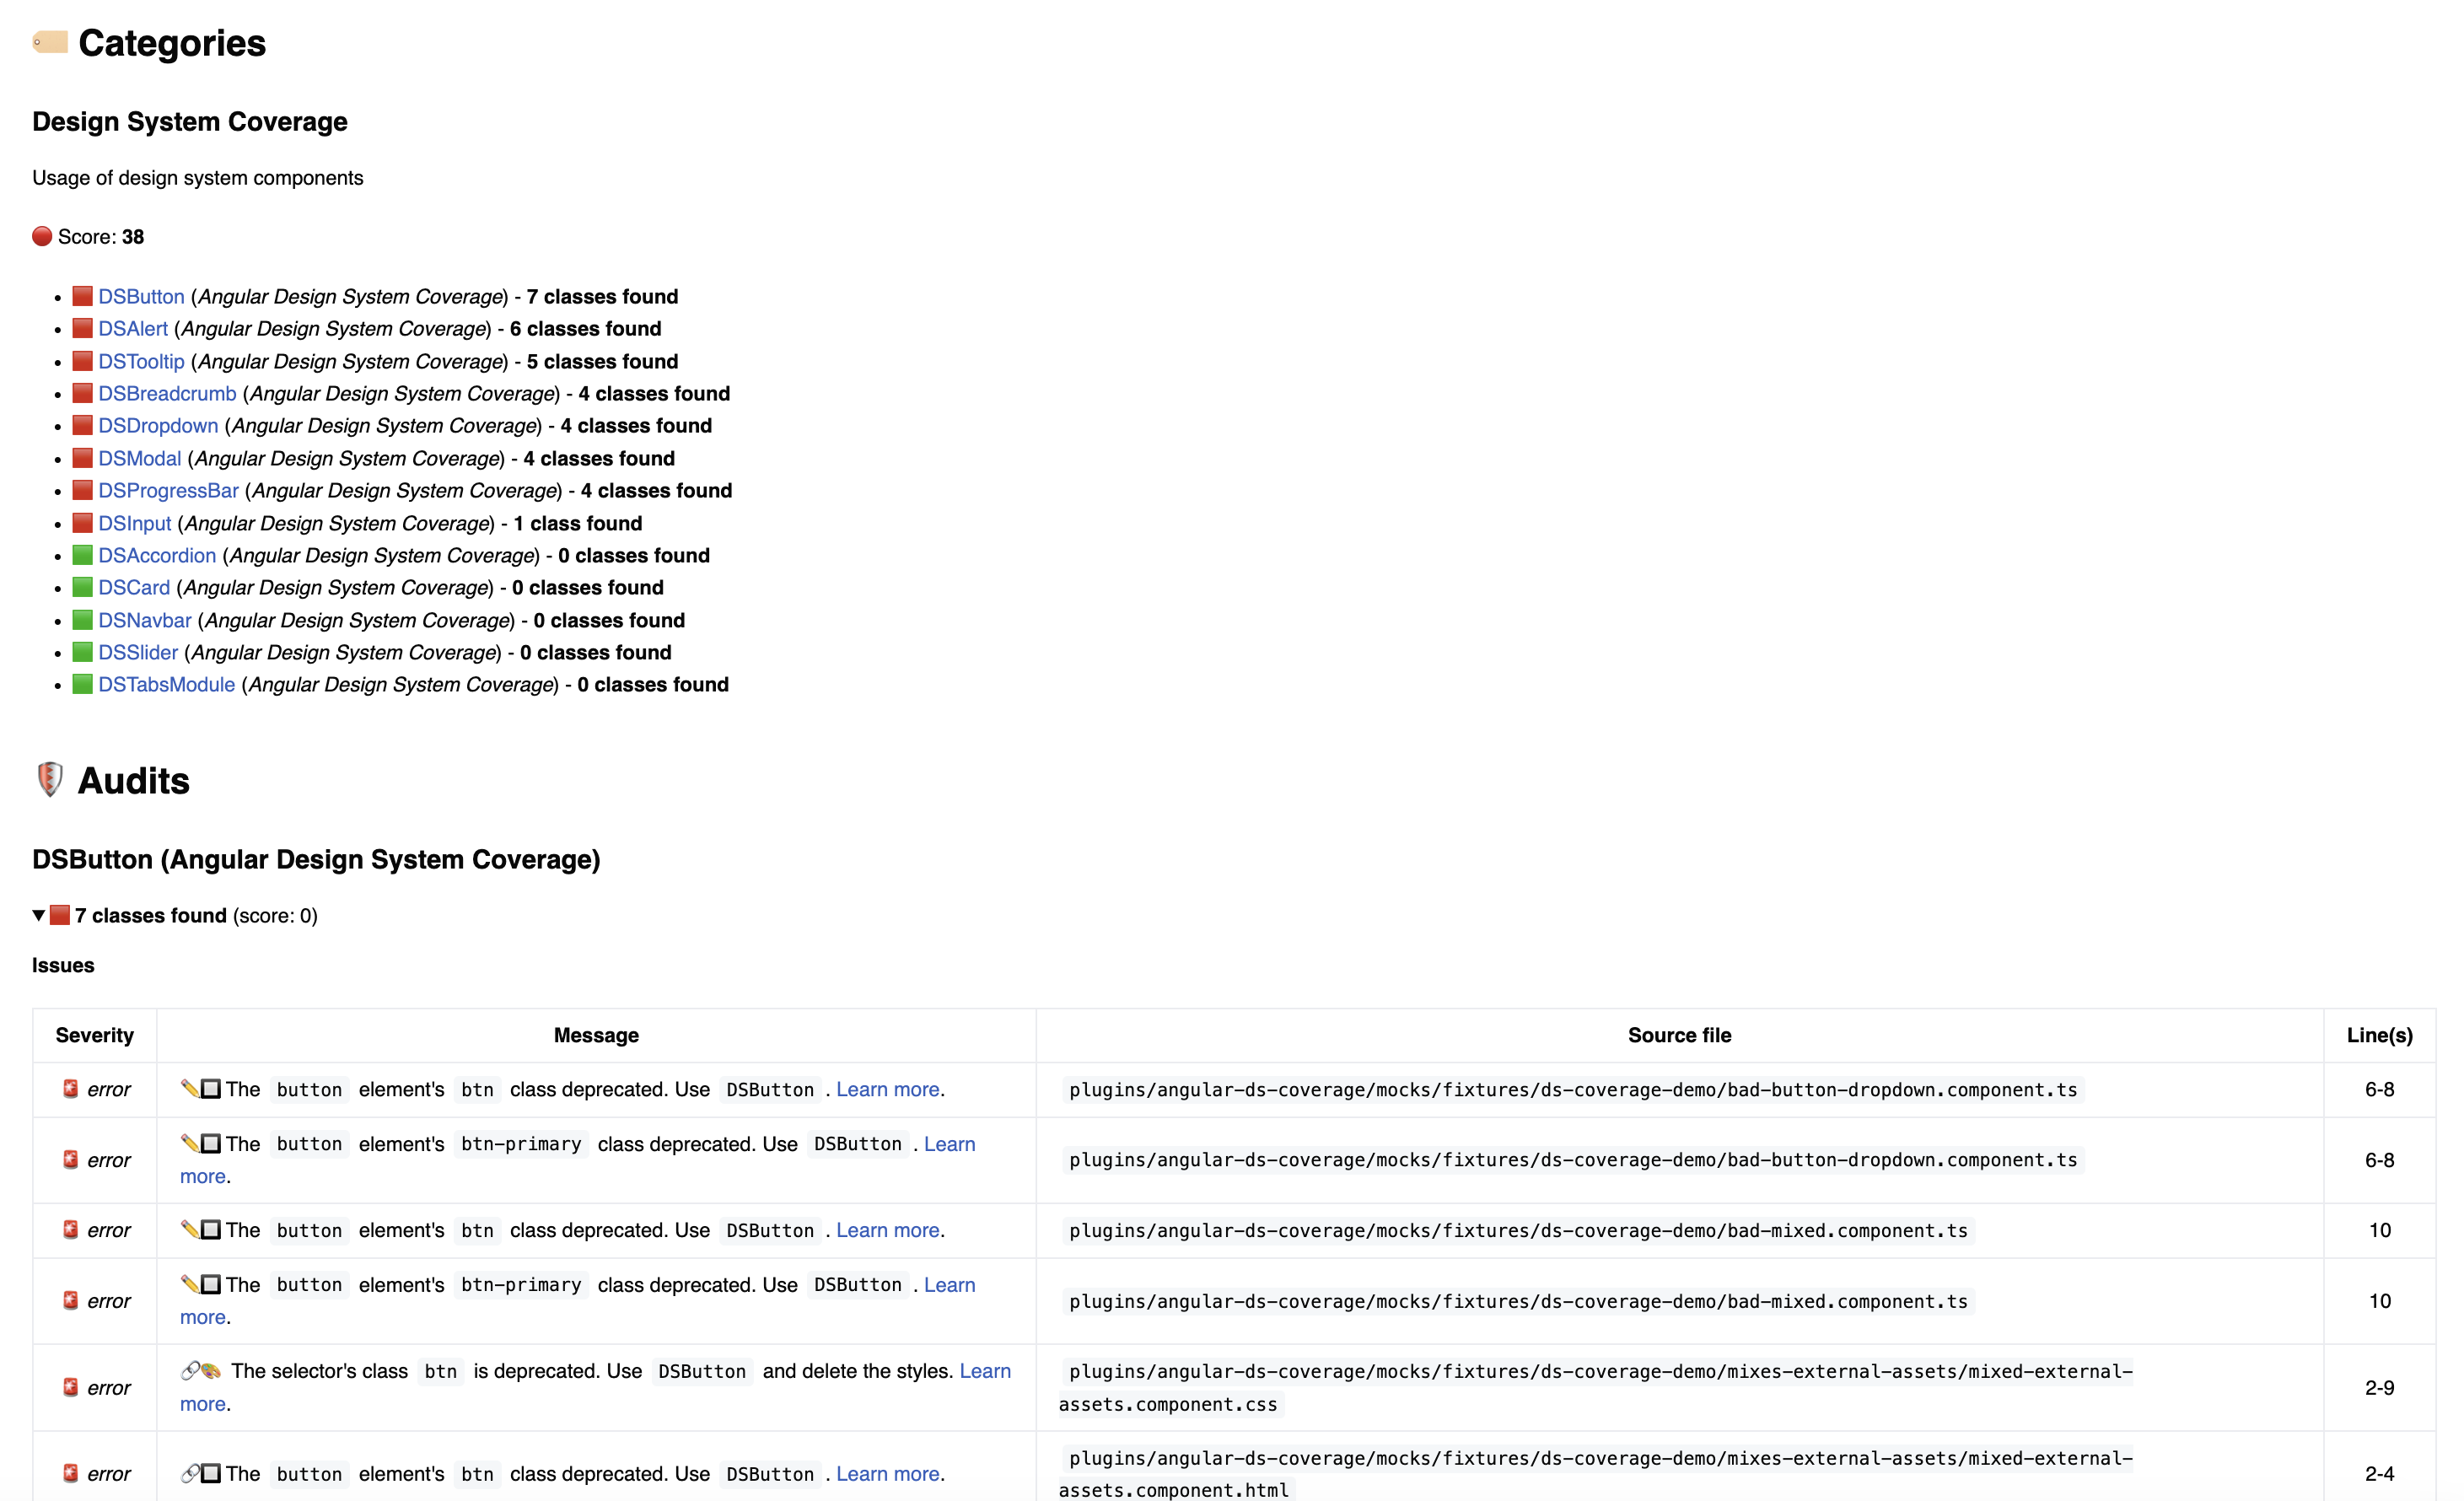 Categories
Design System Coverage
Usage of design system components
Score: 38
DSButton (Angular Design System Coverage) - 7 classes found
DSAlert (Angular Design System Coverage) - 6 classes found
DSTooltip (Angular Design System Coverage) - 5 classes found
DSBreadcrumb (Angular Design System Coverage) - 4 classes found
DSDropdown (Angular Design System Coverage) - 4 classes found
DSModal (Angular Design System Coverage) - 4 classes found
DSProgressBar (Angular Design System Coverage) - 4 classes found
DSInput (Angular Design System Coverage) - 1 class found
DSAccordion (Angular Design System Coverage) - 0 classes found
DSCard (Angular Design System Coverage) - 0 classes found
DSNavbar (Angular Design System Coverage) - 0 classes found
DSSlider (Angular Design System Coverage) - 0 classes found
DSTabsModule (Angular Design System Coverage) - 0 classes found
Audits
DSButton (Angular Design System Coverage)
7 classes found (score: 0)
Issues
Severity Message Source file Line(s)
error The button element's btn class deprecated. Use DSButton . Learn more. plugins/angular-ds-coverage/mocks/fixtures/ds-coverage-demo/bad-button-dropdown.component.ts 6-8
error The button element's btn-primary class deprecated. Use DSButton . Learn
more. plugins/angular-ds-coverage/mocks/fixtures/ds-coverage-demo/bad-button-dropdown.component.ts 6-8
error The button element's btn class deprecated. Use DSButton . Learn more. plugins/angular-ds-coverage/mocks/fixtures/ds-coverage-demo/bad-mixed.component.ts 10
error The button element's btn-primary class deprecated. Use DSButton . Learn
more. plugins/angular-ds-coverage/mocks/fixtures/ds-coverage-demo/bad-mixed.component.ts 10
error The selector's class btn is deprecated. Use DSButton and delete the styles. Learn
more. plugins/angular-ds-coverage/mocks/fixtures/ds-coverage-demo/mixes-external-assets/mixed-external-
assets.component.css 2-9
error The button element's btn class deprecated. Use DSButton . Learn more. plugins/angular-ds-coverage/mocks/fixtures/ds-coverage-demo/mixes-external-assets/mixed-external-
assets.component.html 2-4